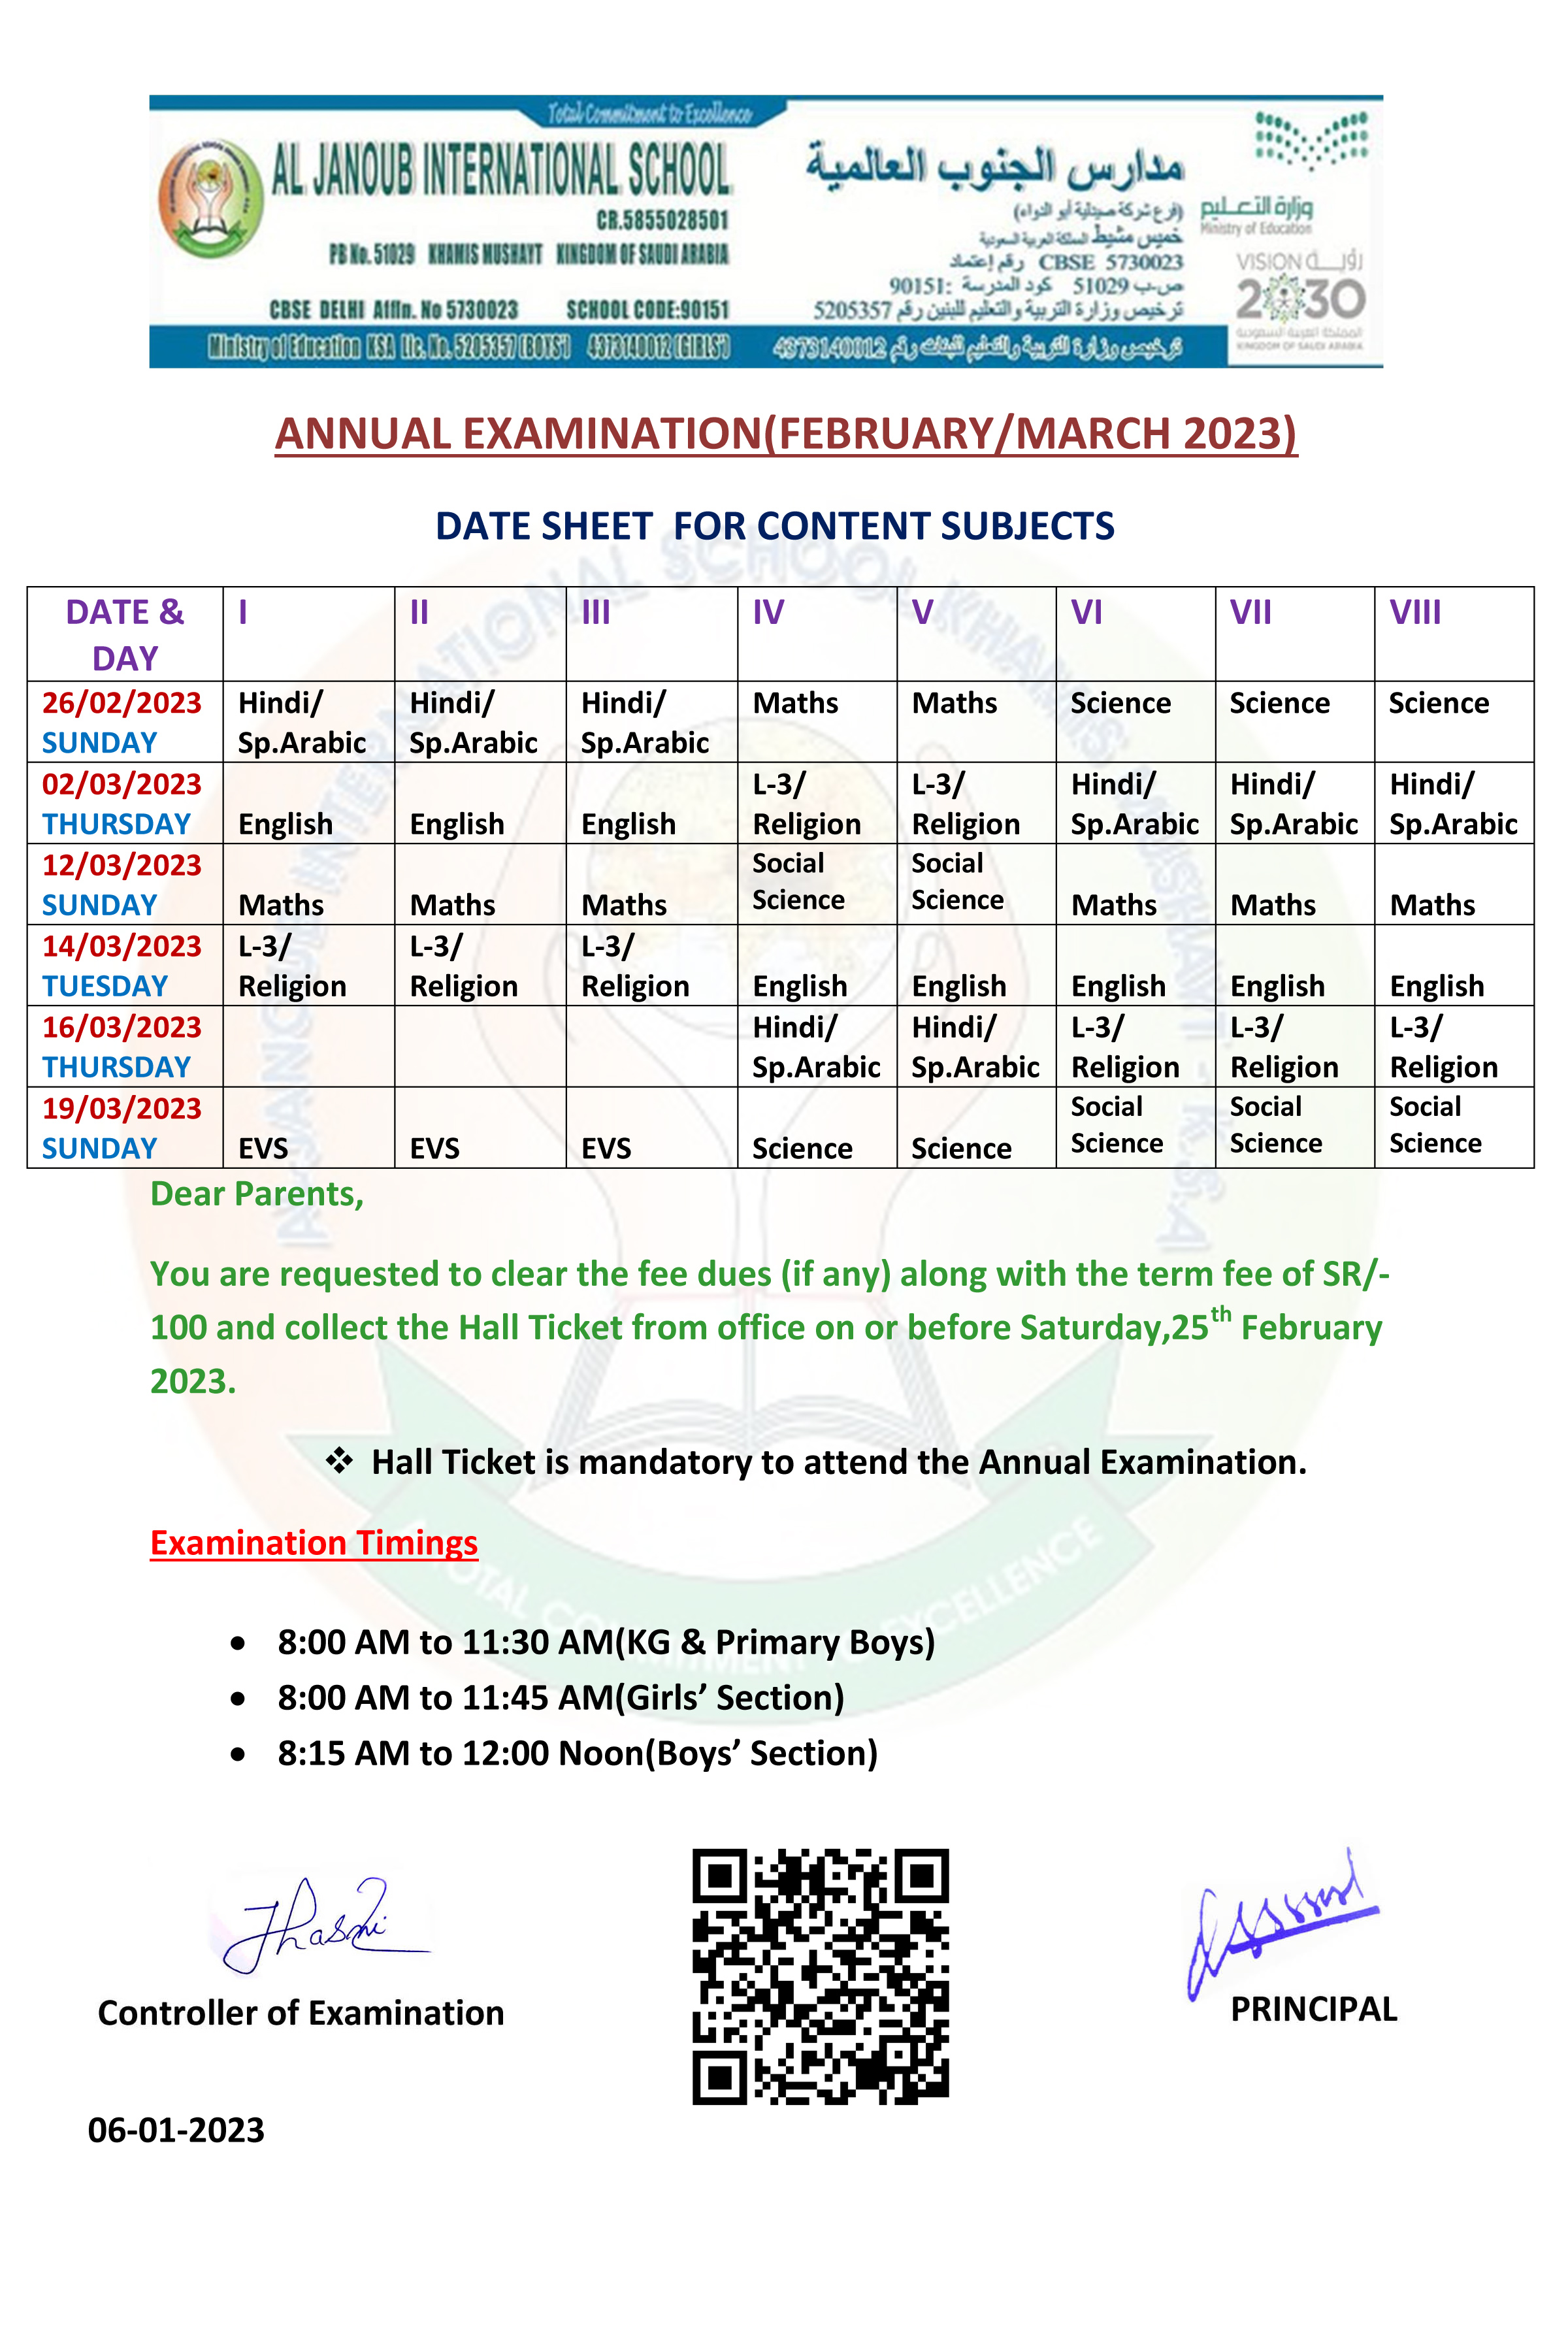 Total Commitment to Excellence
AL JANOUB INTERNATIONAL SCHOOL
CR.5855028501
PB No. 51029 KHAMIS MUSHAYT KINGDOM OF SAUDI ARABIA
CBSE DELHI Affln. No 5730023 SCHOOL CODE:90151
Ministry of Education KSA Lic. No. 5205357 (BOYS') 4373140012 (GIRLS')
مدارس الجنوب العالمية
(فرع شركة صيدلية أبو الدواء)
خميس مشيط المملكة العربية السعودية
CBSE 5730023 رقم إعتماد
ص.ب 51029 كود المدرسة :90151
ترخيص وزارة التربية والتعليم للبنين رقم 5205357
ترخيص وزارة التربية والتعليم للبنات رقم 4373140012
وزارة التعليم
Ministry of Education
VISION رؤية
2030
المملكة العربية السعودية
KINGDOM OF SAUDI ARABIA
ANNUAL EXAMINATION(FEBRUARY/MARCH 2023)
DATE SHEET FOR CONTENT SUBJECTS
DATE & DAY I II III IV V VI VII VIII
26/02/2023 SUNDAY Hindi/ Sp.Arabic Hindi/ Sp.Arabic Hindi/ Sp.Arabic Maths Maths Science Science Science
02/03/2023 THURSDAY English English English L-3/ Religion L-3/ Religion Hindi/ Sp.Arabic Hindi/ Sp.Arabic Hindi/ Sp.Arabic
12/03/2023 SUNDAY Maths Maths Maths Social Science Social Science Maths Maths Maths
14/03/2023 TUESDAY L-3/ Religion L-3/ Religion L-3/ Religion English English English English English
16/03/2023 THURSDAY Hindi/ Sp.Arabic Hindi/ Sp.Arabic L-3/ Religion L-3/ Religion L-3/ Religion
19/03/2023 SUNDAY EVS EVS EVS Science Science Social Science Social Science Social Science
Dear Parents,
You are requested to clear the fee dues (if any) along with the term fee of SR/-
100 and collect the Hall Ticket from office on or before Saturday,25th February
2023.
❖ Hall Ticket is mandatory to attend the Annual Examination.
Examination Timings
• 8:00 AM to 11:30 AM(KG & Primary Boys)
• 8:00 AM to 11:45 AM(Girls’ Section)
• 8:15 AM to 12:00 Noon(Boys’ Section)
Controller of Examination
PRINCIPAL
06-01-2023
TOTAL COMMITMENT TO EXCELLENCE